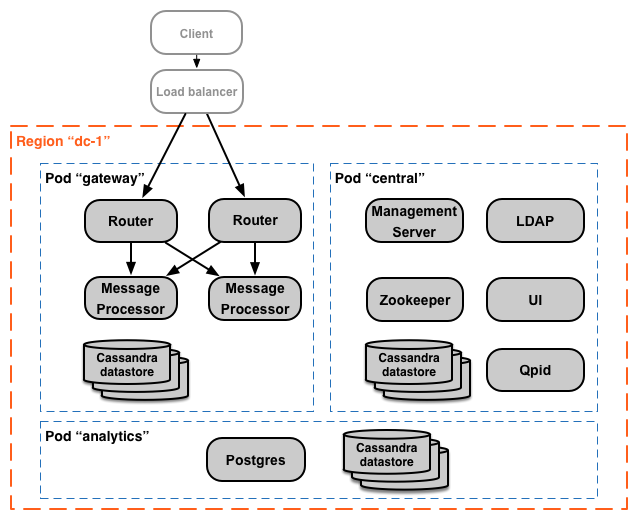 Client
Load balancer
Region “dc-1”
Pod “gateway”
Router
Router
Message
Processor
Message
Processor
Cassandra
datastore
Pod “central”
Management
Server
LDAP
Zookeeper
UI
Cassandra
datastore
Qpid
Pod “analytics”
Postgres
Cassandra
datastore